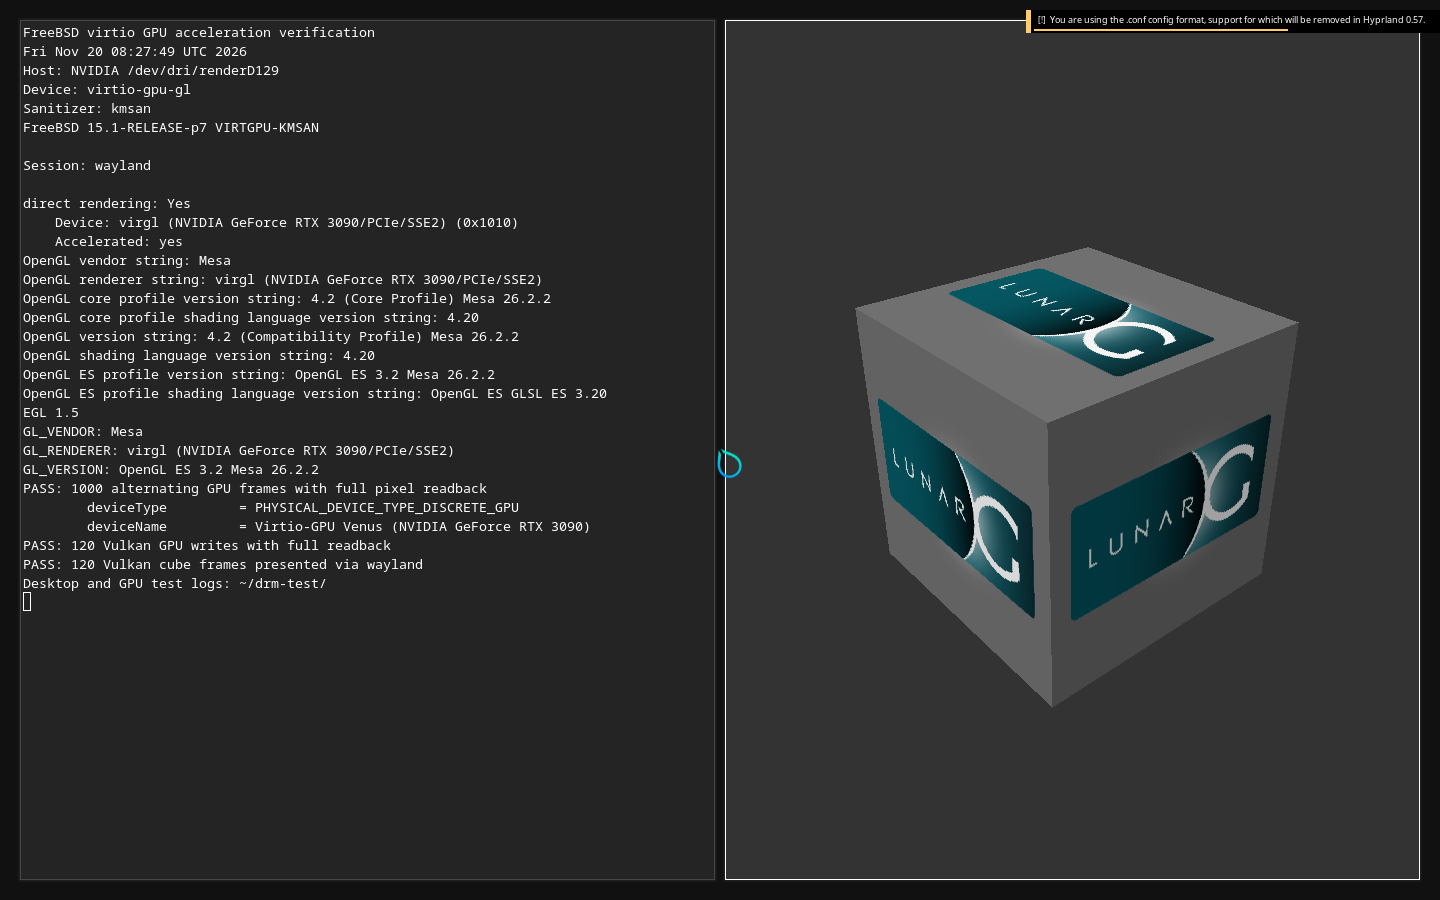 FreeBSD virtio GPU acceleration verification
Fri Nov 20 08:27:49 UTC 2026
Host: NVIDIA /dev/dri/renderD129
Device: virtio-gpu-gl
Sanitizer: kmsan
FreeBSD 15.1-RELEASE-p7 VIRTGPU-KMSAN
Session: wayland
direct rendering: Yes
    Device: virgl (NVIDIA GeForce RTX 3090/PCIe/SSE2) (0x1010)
    Accelerated: yes
OpenGL vendor string: Mesa
OpenGL renderer string: virgl (NVIDIA GeForce RTX 3090/PCIe/SSE2)
OpenGL core profile version string: 4.2 (Core Profile) Mesa 26.2.2
OpenGL core profile shading language version string: 4.20
OpenGL version string: 4.2 (Compatibility Profile) Mesa 26.2.2
OpenGL shading language version string: 4.20
OpenGL ES profile version string: OpenGL ES 3.2 Mesa 26.2.2
OpenGL ES profile shading language version string: OpenGL ES GLSL ES 3.20
EGL 1.5
GL_VENDOR: Mesa
GL_RENDERER: virgl (NVIDIA GeForce RTX 3090/PCIe/SSE2)
GL_VERSION: OpenGL ES 3.2 Mesa 26.2.2
PASS: 1000 alternating GPU frames with full pixel readback
        deviceType         = PHYSICAL_DEVICE_TYPE_DISCRETE_GPU
        deviceName         = Virtio-GPU Venus (NVIDIA GeForce RTX 3090)
PASS: 120 Vulkan GPU writes with full readback
PASS: 120 Vulkan cube frames presented via wayland
Desktop and GPU test logs: ~/drm-test/
[!] You are using the .conf config format, support for which will be removed in Hyprland 0.57.
LUNARG
LUNARG
LUNARG